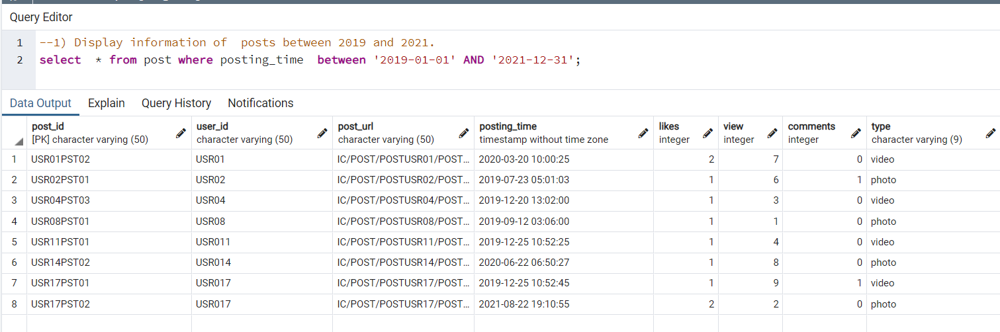 Query Editor
1 --1) Display information of  posts between 2019 and 2021.
2 select  * from post where posting_time  between '2019-01-01' AND '2021-12-31';
Data Output Explain Query History Notifications
post_id user_id post_url posting_time likes view comments type
[PK] character varying (50) character varying (50) character varying (50) timestamp without time zone integer integer integer character varying (9)
1 USR01PST02 USR01 IC/POST/POSTUSR01/POST... 2020-03-20 10:00:25 2 7 0 video
2 USR02PST01 USR02 IC/POST/POSTUSR02/POST... 2019-07-23 05:01:03 1 6 1 photo
3 USR04PST03 USR04 IC/POST/POSTUSR04/POST... 2019-12-20 13:02:00 1 3 0 video
4 USR08PST01 USR08 IC/POST/POSTUSR08/POST... 2019-09-12 03:06:00 1 1 0 photo
5 USR11PST01 USR011 IC/POST/POSTUSR11/POST... 2019-12-25 10:52:25 1 4 0 video
6 USR14PST02 USR014 IC/POST/POSTUSR14/POST... 2020-06-22 06:50:27 1 8 0 photo
7 USR17PST01 USR017 IC/POST/POSTUSR17/POST... 2019-12-25 10:52:45 1 9 1 video
8 USR17PST02 USR017 IC/POST/POSTUSR17/POST... 2021-08-22 19:10:55 2 2 0 photo